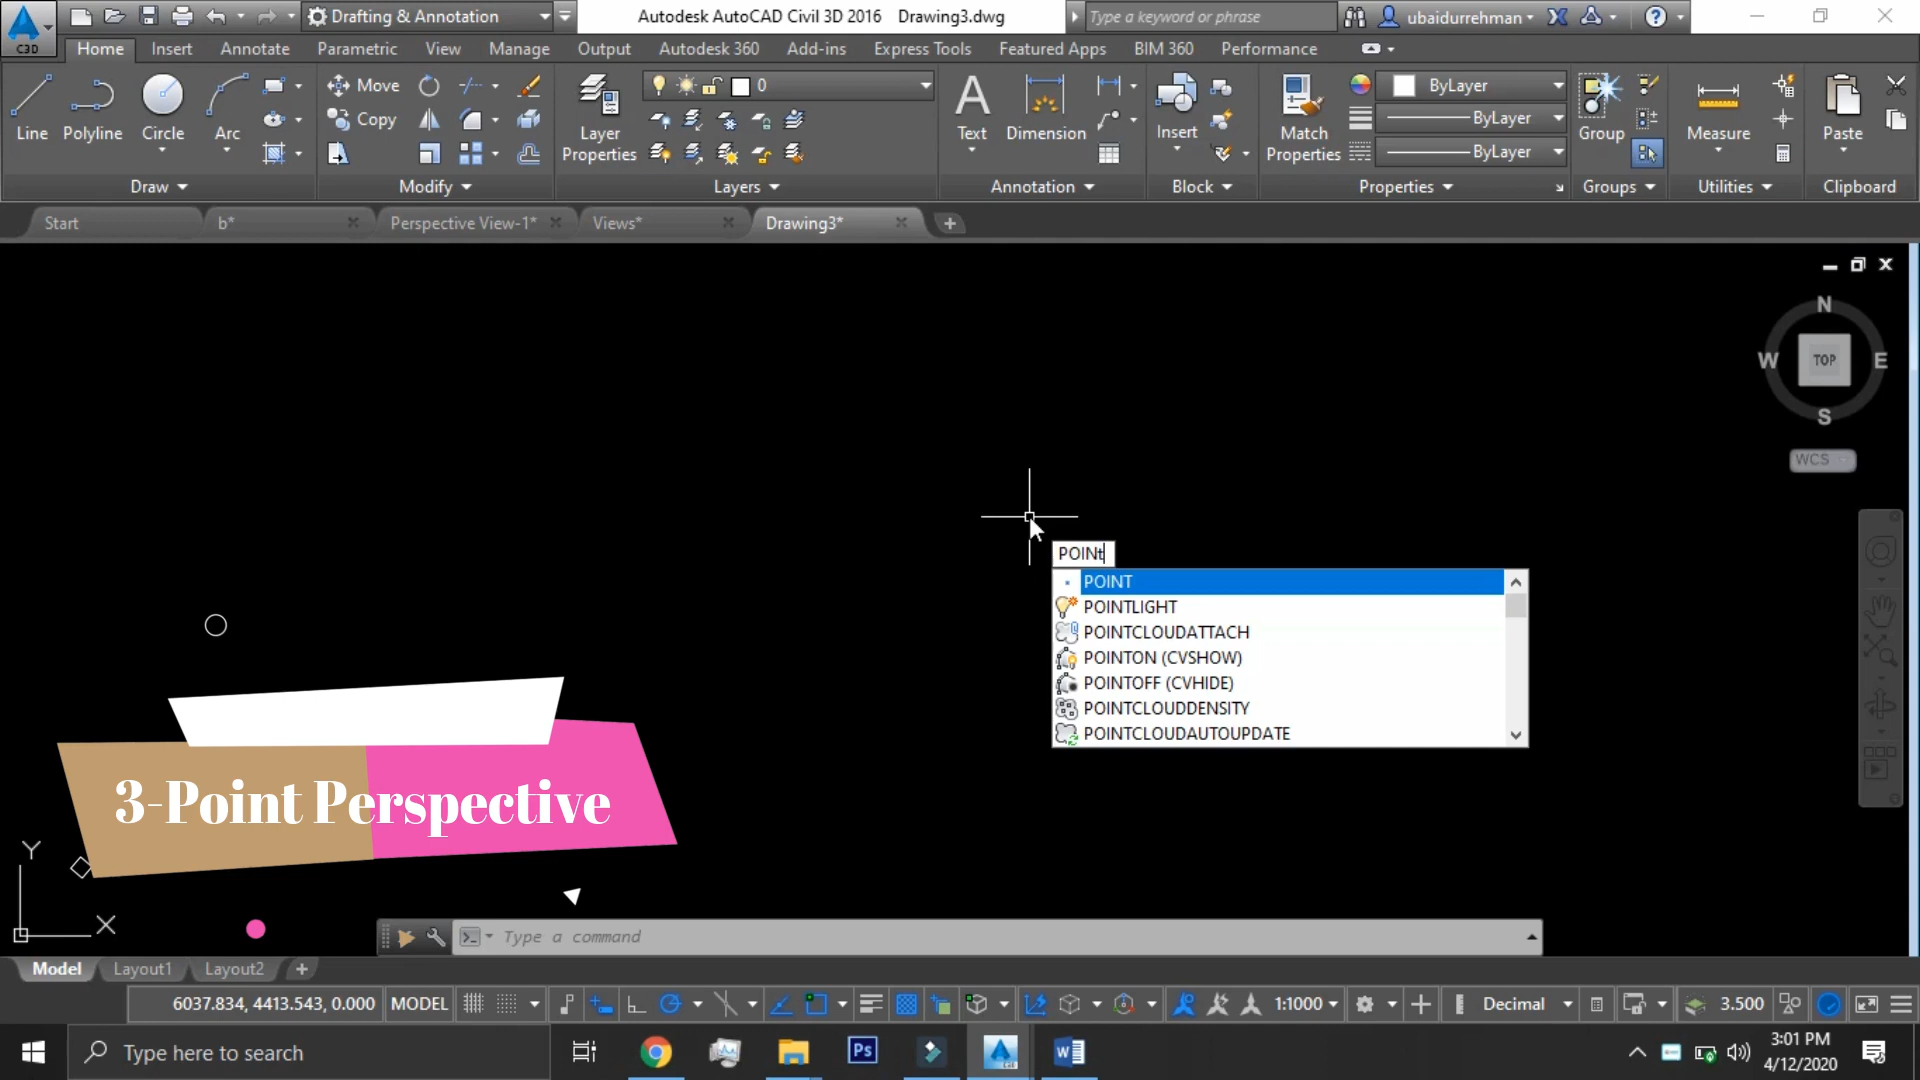 Drafting & Annotation
Autodesk AutoCAD Civil 3D 2016 Drawing3.dwg
Type a keyword or phrase
ubaidurrehman
C3D
Home Insert Annotate Parametric View Manage Output Autodesk 360 Add-ins Express Tools Featured Apps BIM 360 Performance
Line Polyline Circle Arc
Move
Copy
Layer Properties
0
A
Text Dimension
Insert
Match Properties
ByLayer
ByLayer
ByLayer
Group
Measure
Paste
Draw Modify Layers Annotation Block Properties Groups Utilities Clipboard
Start b* Perspective View-1* Views* Drawing3*
N
W TOP E
S
WCS
POINt
POINT
POINTLIGHT
POINTCLOUDATTACH
POINTON (CVSHOW)
POINTOFF (CVHIDE)
POINTCLOUDDENSITY
POINTCLOUDAUTOUPDATE
3-Point Perspective
Y
X
Type a command
Model Layout1 Layout2
6037.834, 4413.543, 0.000 MODEL 1:1000 Decimal 3.500
Type here to search
Ps
W
3:01 PM
4/12/2020